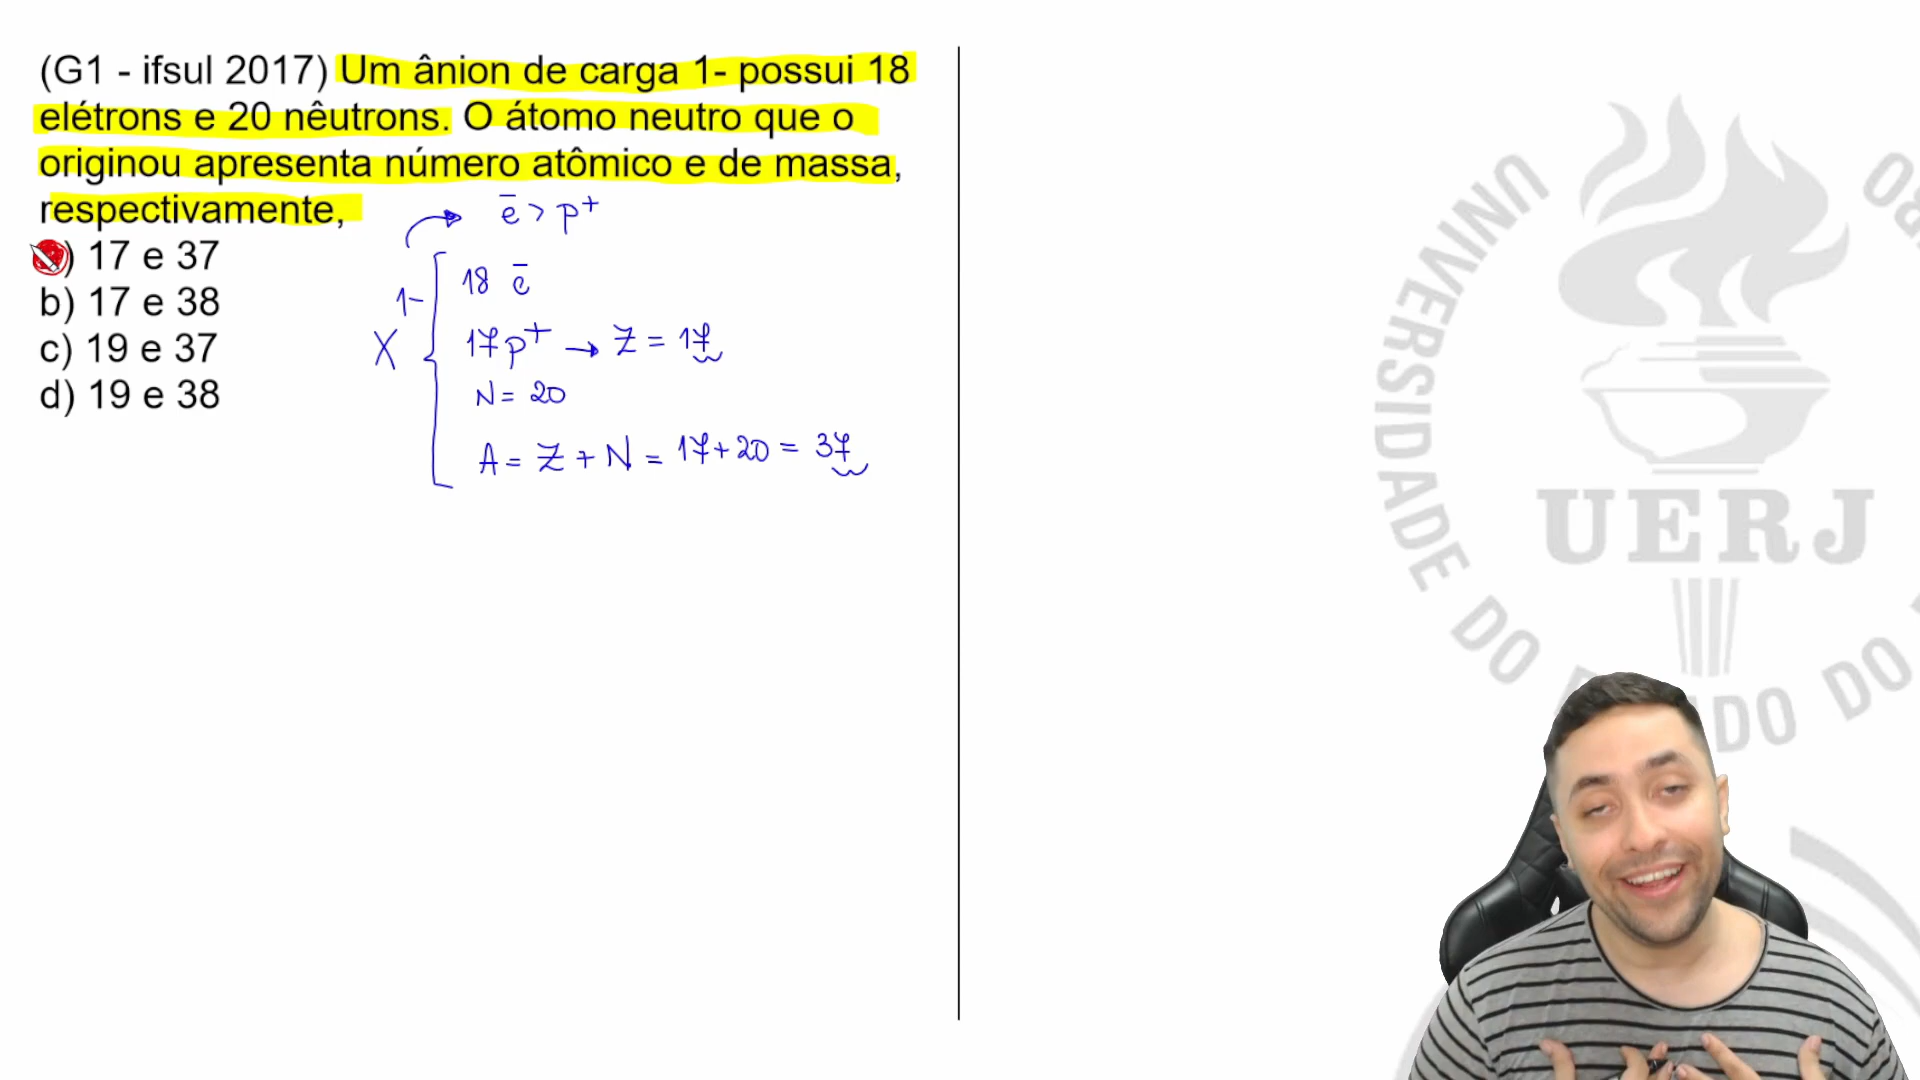 (G1 - ifsul 2017) Um ânion de carga 1- possui 18
elétrons e 20 nêutrons. O átomo neutro que o
originou apresenta número atômico e de massa,
respectivamente,
e̅ > p⁺
) 17 e 37
b) 17 e 38
c) 19 e 37
d) 19 e 38
X¹⁻
18 e̅
17p⁺ → Z = 17
N = 20
A = Z + N = 17+20 = 37
UNIVERSIDADE DO DO DO
UERJ